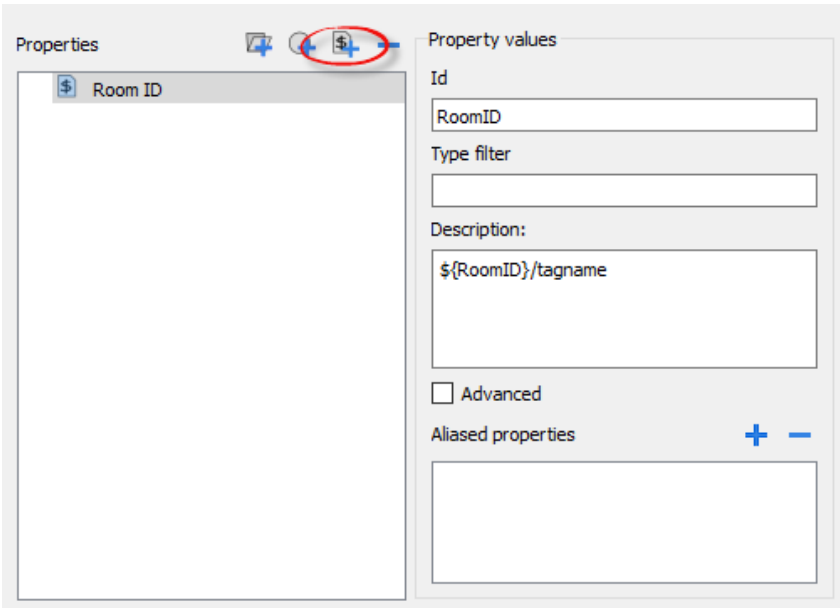 Properties
Room ID
Property values
Id
RoomID
Type filter
Description:
${RoomID}/tagname
Advanced
Aliased properties